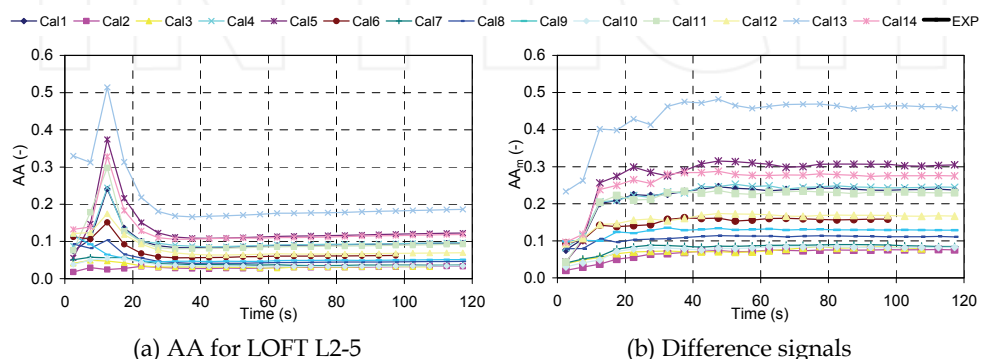 Cal1 Cal2 Cal3 Cal4 Cal5 Cal6 Cal7 Cal8 Cal9 Cal10 Cal11 Cal12 Cal13 Cal14 EXP
0.6
0.5
0.4
0.3
0.2
0.1
0.0
AA (-)
0 20 40 60 80 100 120
Time (s)
(a) AA for LOFT L2-5
0.6
0.5
0.4
0.3
0.2
0.1
0.0
AAm (-)
0 20 40 60 80 100 120
Time (s)
(b) Difference signals